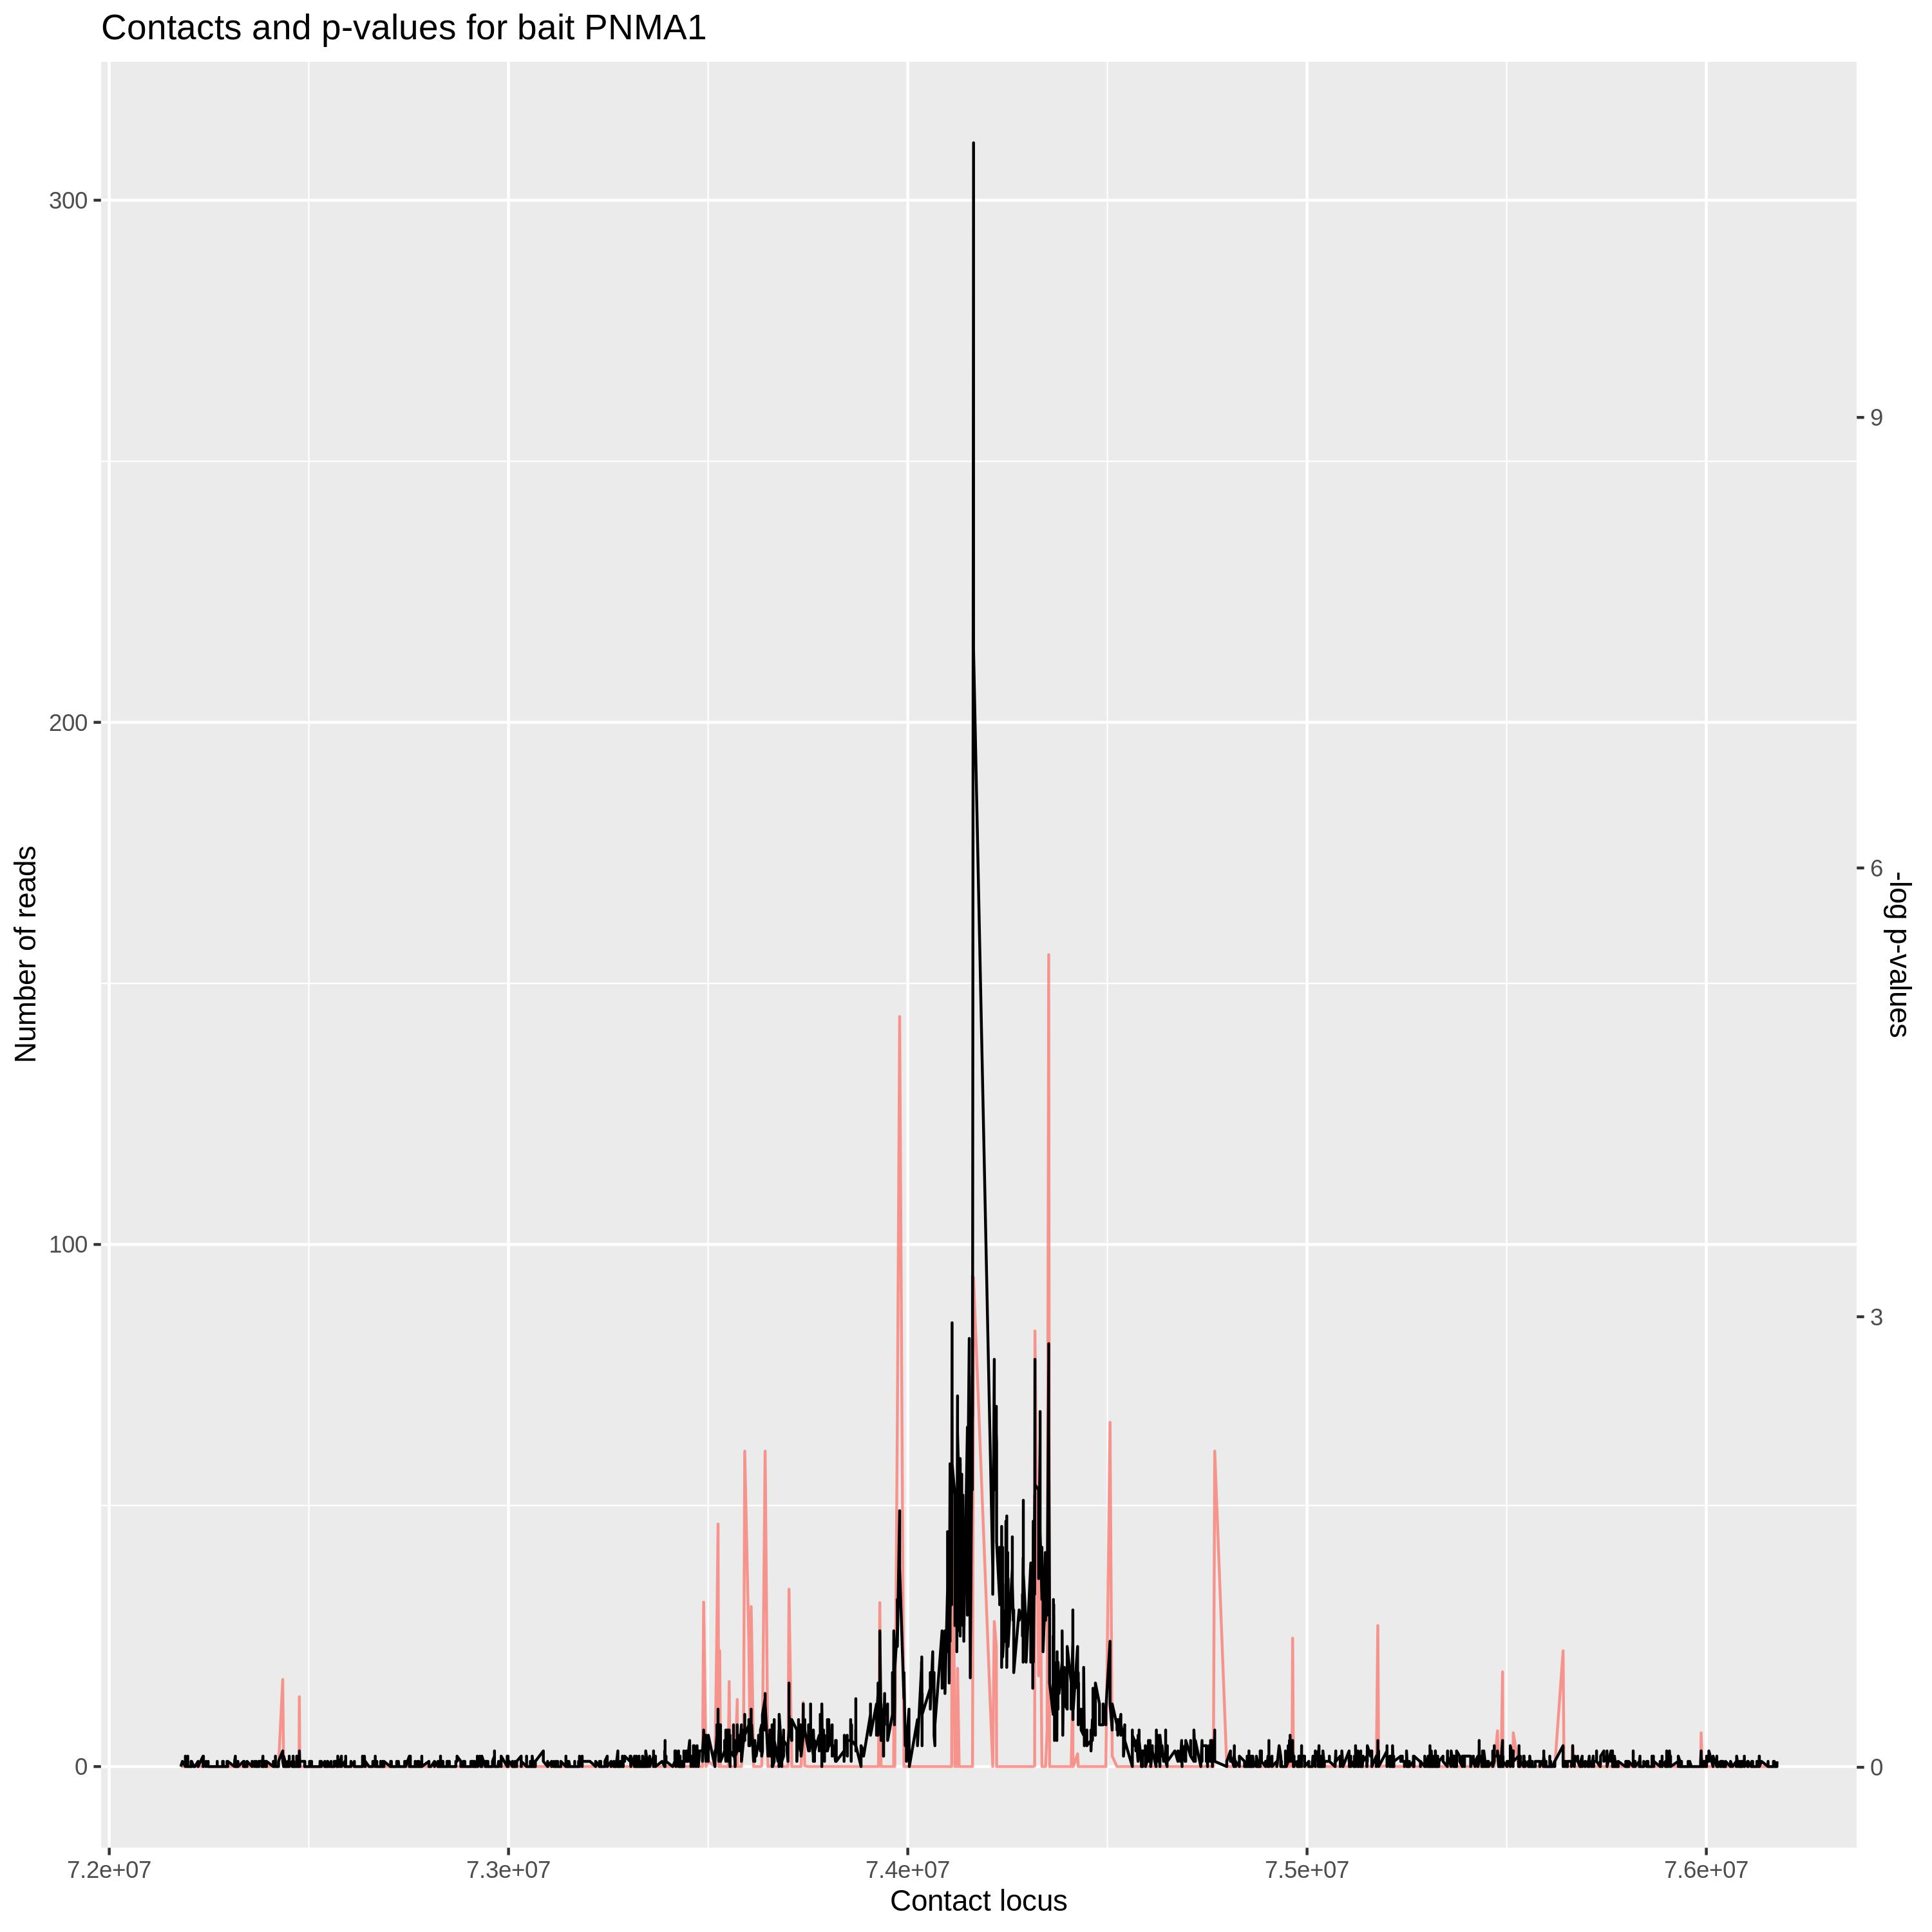 Contacts and p-values for bait PNMA1
300
200
100
0
Number of reads
9
6
3
0
-log p-values
7.2e+07
7.3e+07
7.4e+07
7.5e+07
7.6e+07
Contact locus